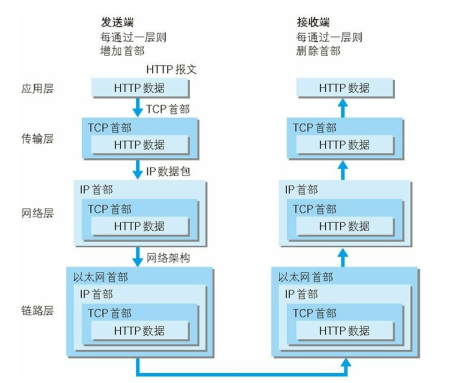 发送端
每通过一层则
增加首部
接收端
每通过一层则
删除首部
HTTP 报文
应用层
HTTP 数据
HTTP 数据
TCP 首部
传输层
TCP 首部
HTTP 数据
TCP 首部
HTTP 数据
IP 数据包
网络层
IP 首部
TCP 首部
HTTP 数据
IP 首部
TCP 首部
HTTP 数据
网络架构
链路层
以太网首部
IP 首部
TCP 首部
HTTP 数据
以太网首部
IP 首部
TCP 首部
HTTP 数据